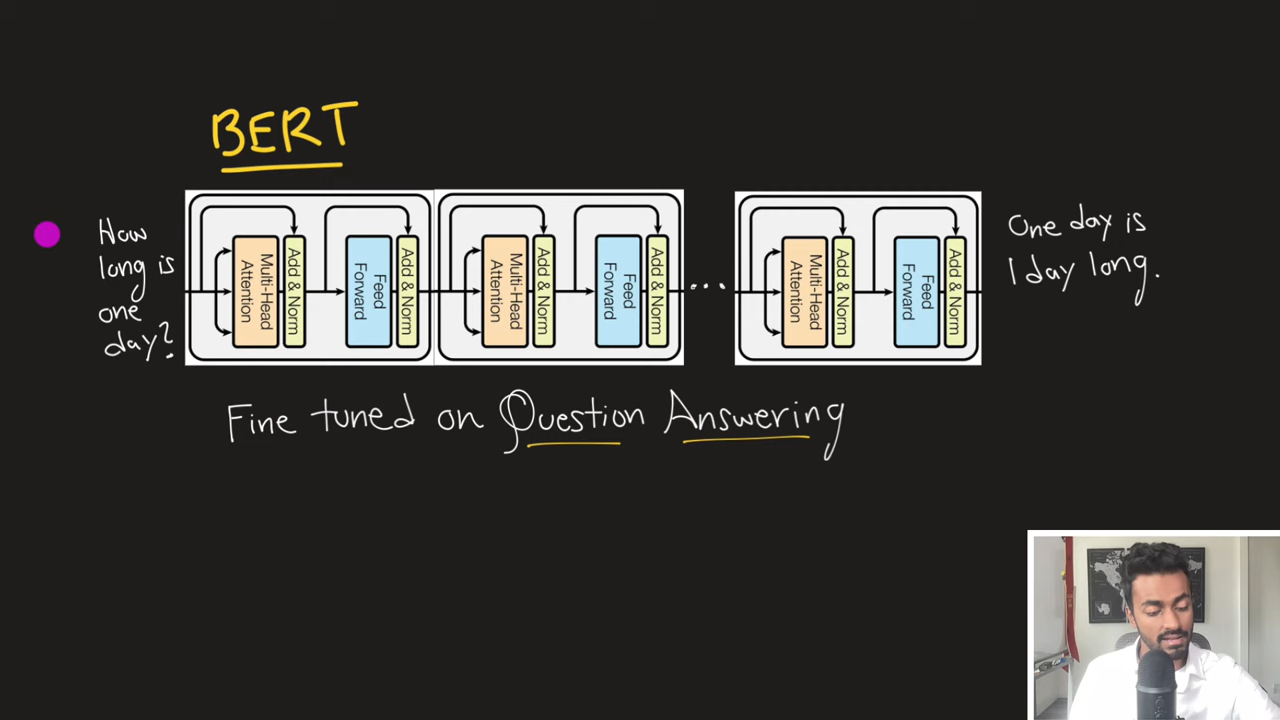 BERT
How
long is
one
day?
Multi-Head
Attention
Add & Norm
Feed
Forward
Add & Norm
Multi-Head
Attention
Add & Norm
Feed
Forward
Add & Norm
...
Multi-Head
Attention
Add & Norm
Feed
Forward
Add & Norm
One day is
1 day long.
Fine tuned on Question Answering